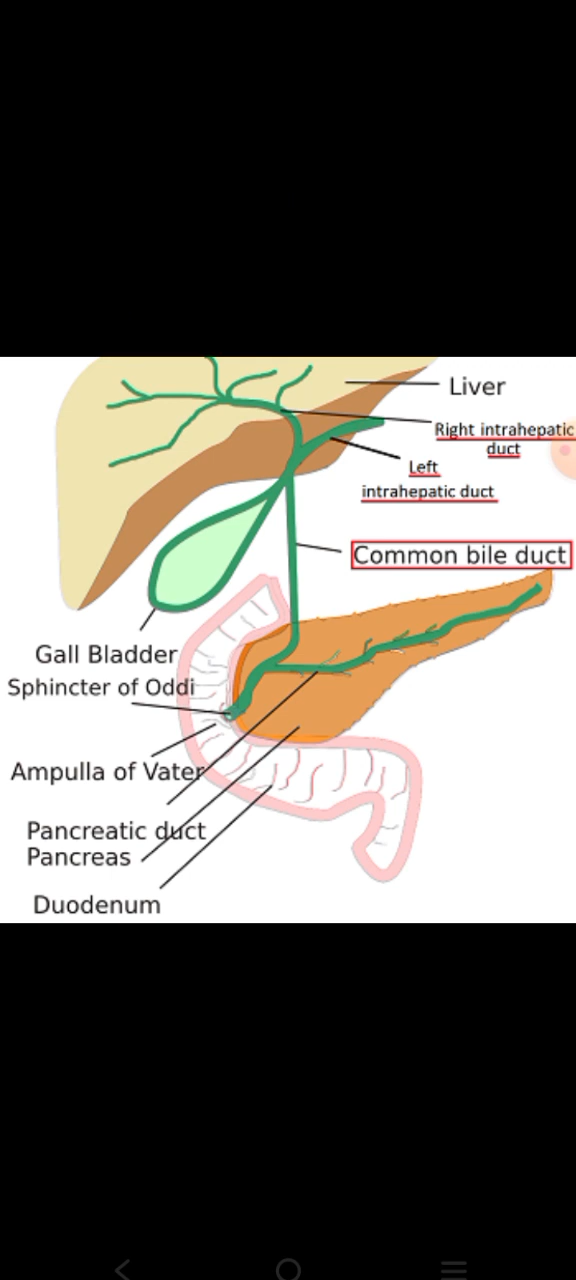 Liver
Right intrahepatic
duct
Left
intrahepatic duct
Common bile duct
Gall Bladder
Sphincter of Oddi
Ampulla of Vater
Pancreatic duct
Pancreas
Duodenum